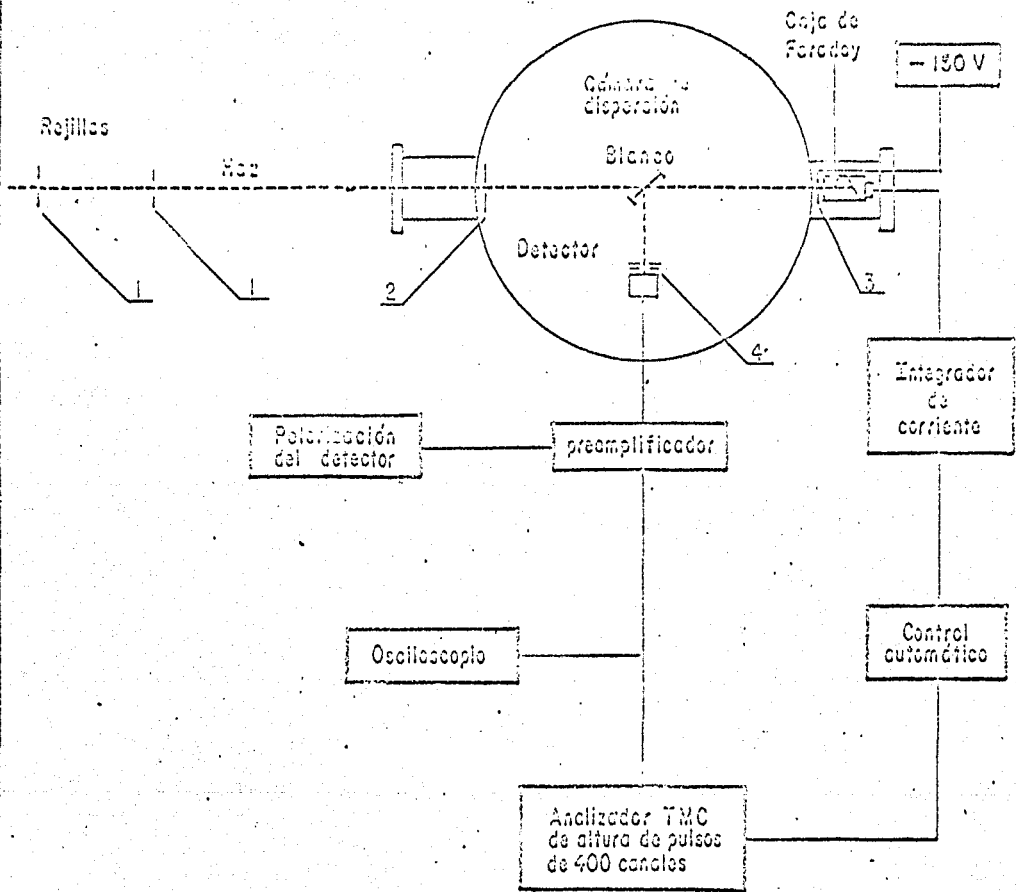 Caja de
Faraday
- 150 V
Cámara de
dispersión
Rejillas
Haz
Blanco
Detector
1
1
2
3
4
Integrador
de
corriente
Polarización
del detector
preamplificador
Osciloscopio
Control
automático
Analizador TMC
de altura de pulsos
de 400 canales